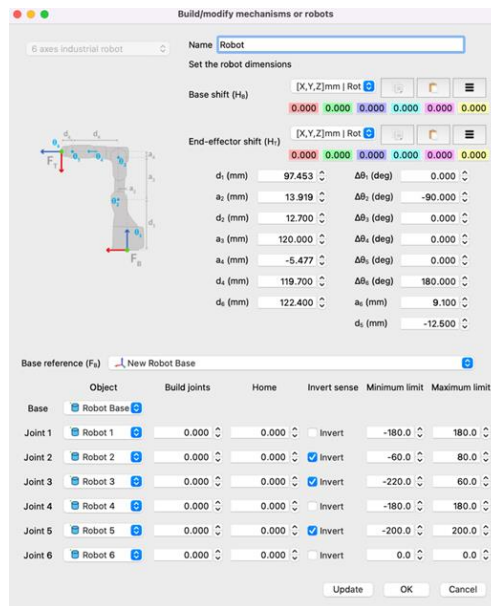 Build/modify mechanisms or robots
6 axes industrial robot
Name Robot
Set the robot dimensions
Base shift (Hв) [X,Y,Z]mm | Rot
0.000 0.000 0.000 0.000 0.000 0.000
End-effector shift (Hт) [X,Y,Z]mm | Rot
0.000 0.000 0.000 0.000 0.000 0.000
d₁ (mm) 97.453 Δθ₁ (deg) 0.000
a₂ (mm) 13.919 Δθ₂ (deg) -90.000
d₂ (mm) 12.700 Δθ₃ (deg) 0.000
a₃ (mm) 120.000 Δθ₄ (deg) 0.000
a₄ (mm) -5.477 Δθ₅ (deg) 0.000
d₄ (mm) 119.700 Δθ₆ (deg) 180.000
d₆ (mm) 122.400 a₆ (mm) 9.100
d₅ (mm) -12.500
Base reference (Fв) New Robot Base
Object Build joints Home Invert sense Minimum limit Maximum limit
Base Robot Base
Joint 1 Robot 1 0.000 0.000 Invert -180.0 180.0
Joint 2 Robot 2 0.000 0.000 Invert -60.0 80.0
Joint 3 Robot 3 0.000 0.000 Invert -220.0 60.0
Joint 4 Robot 4 0.000 0.000 Invert -180.0 180.0
Joint 5 Robot 5 0.000 0.000 Invert -200.0 200.0
Joint 6 Robot 6 0.000 0.000 Invert 0.0 0.0
Update OK Cancel